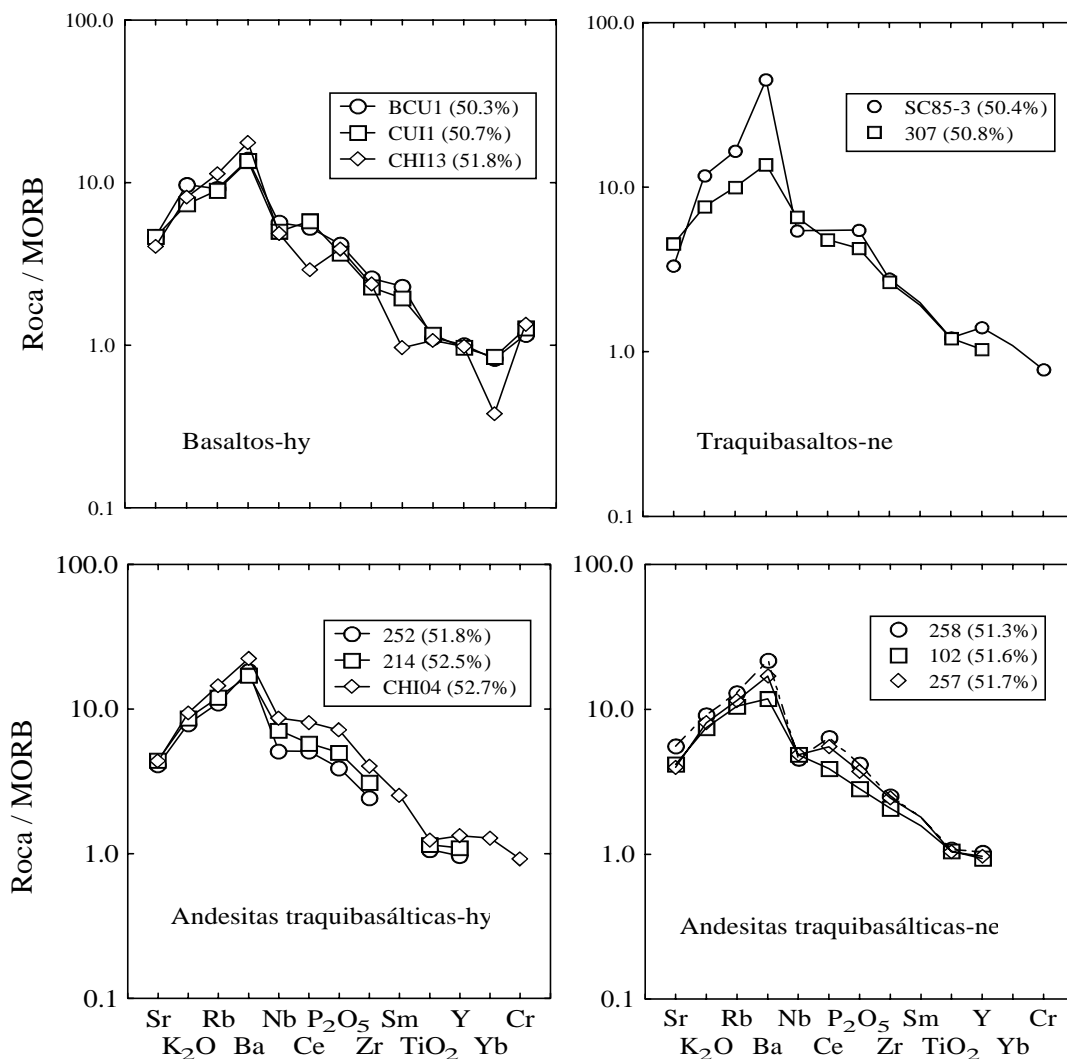 Roca / MORB
100.0
10.0
1.0
0.1
BCU1 (50.3%)
CUI1 (50.7%)
CHI13 (51.8%)
Basaltos-hy
100.0
10.0
1.0
0.1
SC85-3 (50.4%)
307 (50.8%)
Traquibasaltos-ne
Roca / MORB
100.0
10.0
1.0
0.1
252 (51.8%)
214 (52.5%)
CHI04 (52.7%)
Andesitas traquibasálticas-hy
100.0
10.0
1.0
0.1
258 (51.3%)
102 (51.6%)
257 (51.7%)
Andesitas traquibasálticas-ne
Sr Rb Nb P₂O₅ Sm Y Cr
K₂O Ba Ce Zr TiO₂ Yb
Sr Rb Nb P₂O₅ Sm Y Cr
K₂O Ba Ce Zr TiO₂ Yb